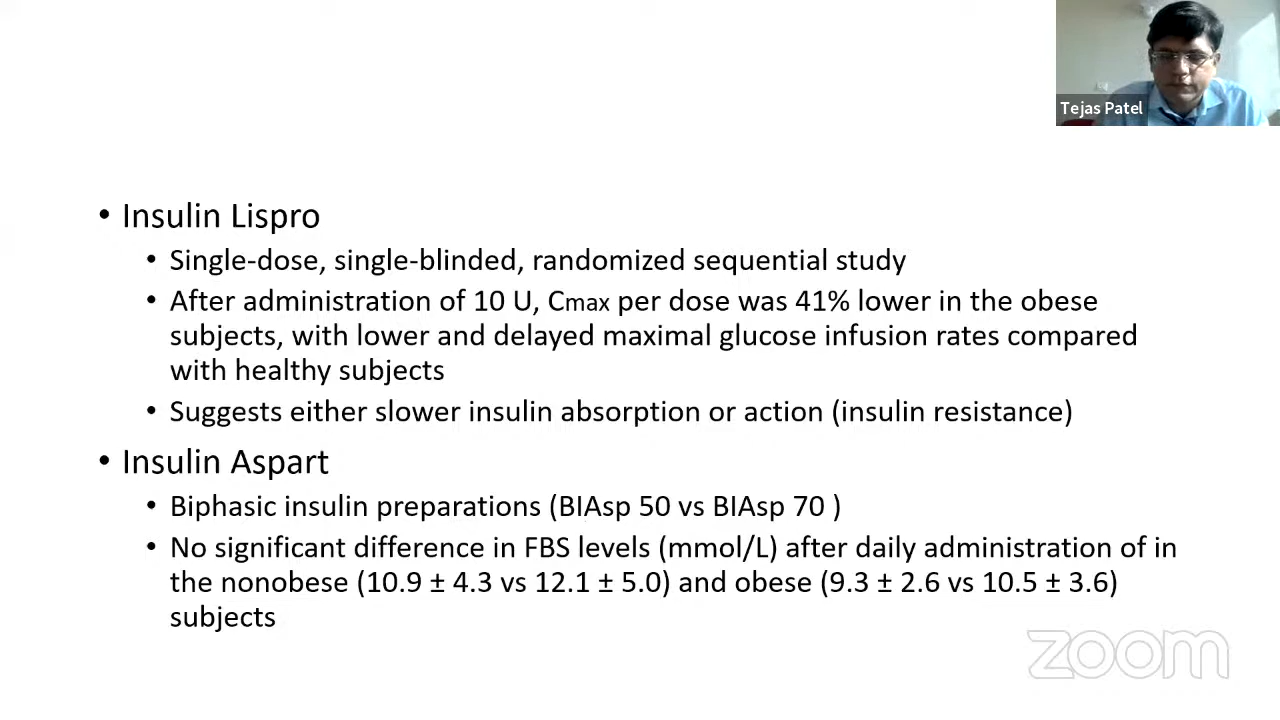 Tejas Patel
• Insulin Lispro
• Single-dose, single-blinded, randomized sequential study
• After administration of 10 U, Cmax per dose was 41% lower in the obese
subjects, with lower and delayed maximal glucose infusion rates compared
with healthy subjects
• Suggests either slower insulin absorption or action (insulin resistance)
• Insulin Aspart
• Biphasic insulin preparations (BIAsp 50 vs BIAsp 70 )
• No significant difference in FBS levels (mmol/L) after daily administration of in
the nonobese (10.9 ± 4.3 vs 12.1 ± 5.0) and obese (9.3 ± 2.6 vs 10.5 ± 3.6)
subjects
zoom